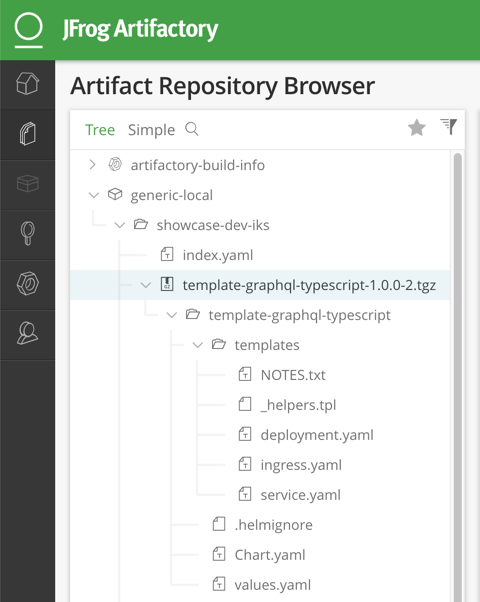 JFrog Artifactory
Artifact Repository Browser
Tree Simple
artifactory-build-info
generic-local
showcase-dev-iks
index.yaml
template-graphql-typescript-1.0.0-2.tgz
template-graphql-typescript
templates
NOTES.txt
_helpers.tpl
deployment.yaml
ingress.yaml
service.yaml
.helmignore
Chart.yaml
values.yaml